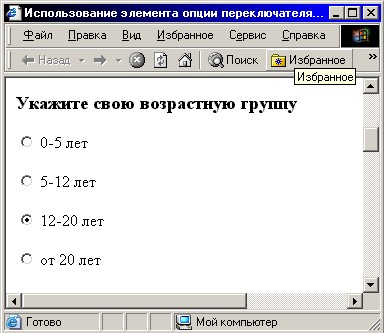 Использование элемента опции переключателя...
Файл Правка Вид Избранное Сервис Справка
Назад Поиск Избранное »
Избранное
Укажите свою возрастную группу
0-5 лет
5-12 лет
12-20 лет
от 20 лет
Готово Мой компьютер